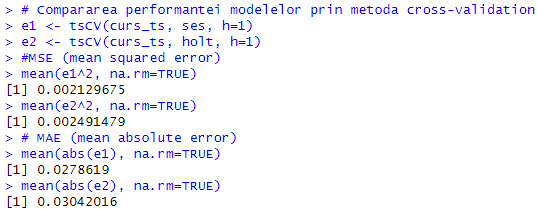 > # Compararea performantei modelelor prin metoda cross-validation
> e1 <- tsCV(curs_ts, ses, h=1)
> e2 <- tsCV(curs_ts, holt, h=1)
> #MSE (mean squared error)
> mean(e1^2, na.rm=TRUE)
[1] 0.002129675
> mean(e2^2, na.rm=TRUE)
[1] 0.002491479
> # MAE (mean absolute error)
> mean(abs(e1), na.rm=TRUE)
[1] 0.0278619
> mean(abs(e2), na.rm=TRUE)
[1] 0.03042016